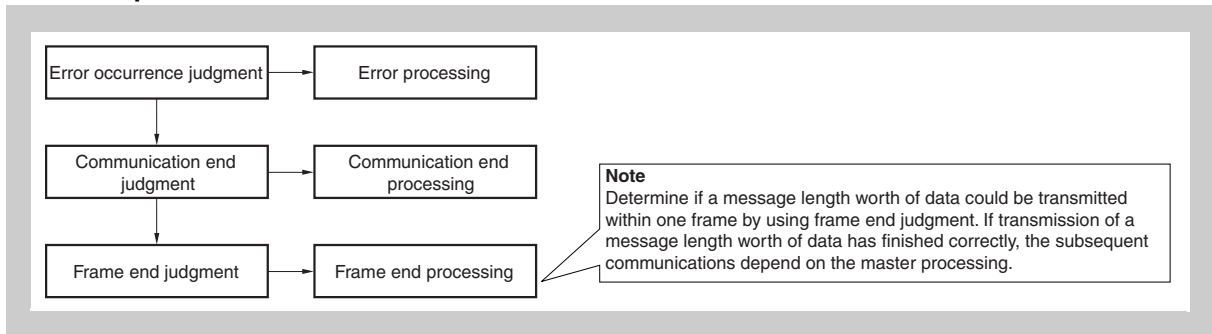 Error occurrence judgment
Error processing
Communication end
judgment
Communication end
processing
Note
Determine if a message length worth of data could be transmitted
within one frame by using frame end judgment. If transmission of a
message length worth of data has finished correctly, the subsequent
communications depend on the master processing.
Frame end judgment
Frame end processing